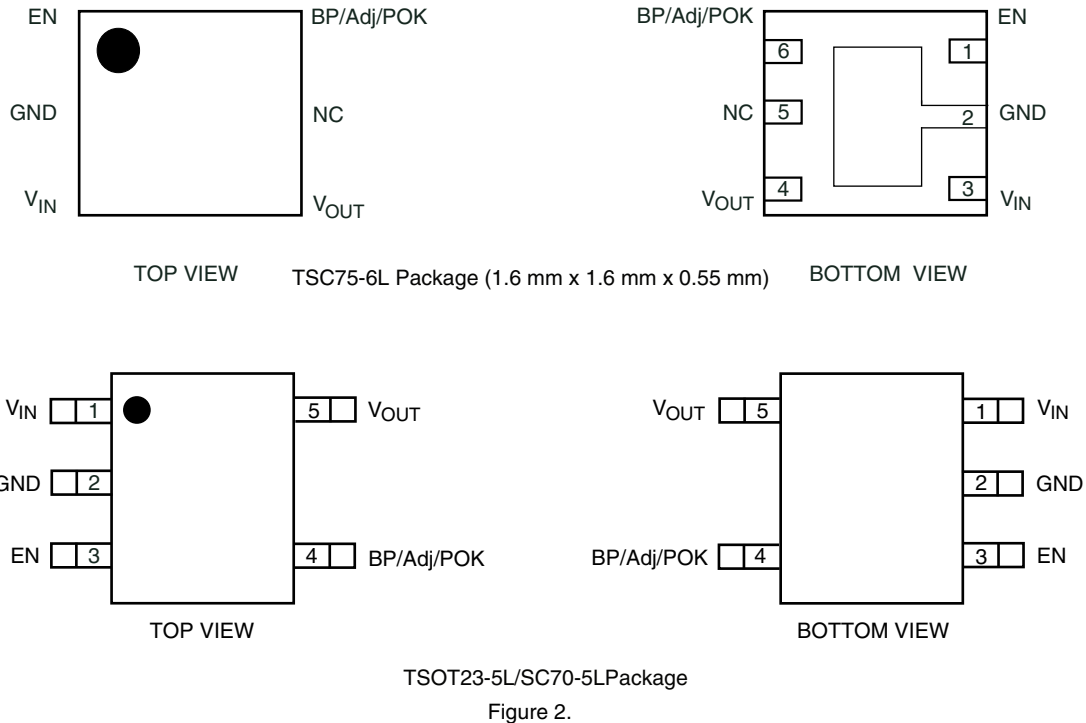 EN
BP/Adj/POK
GND
NC
VIN
VOUT
BP/Adj/POK
EN
6
1
NC
5
2
GND
VOUT
4
3
VIN
TOP VIEW
TSC75-6L Package (1.6 mm x 1.6 mm x 0.55 mm)
BOTTOM VIEW
VIN
1
5
VOUT
GND
2
EN
3
4
BP/Adj/POK
VOUT
5
1
VIN
2
GND
BP/Adj/POK
4
3
EN
TOP VIEW
BOTTOM VIEW
TSOT23-5L/SC70-5LPackage
Figure 2.